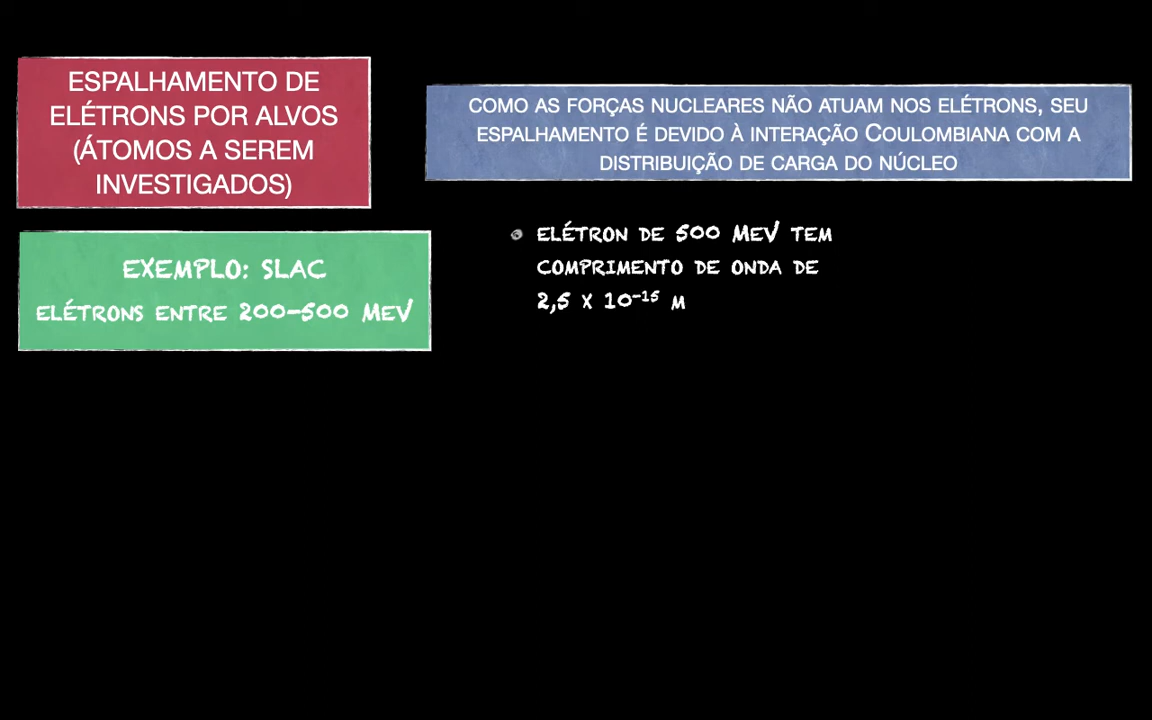 ESPALHAMENTO DE
ELÉTRONS POR ALVOS
(ÁTOMOS A SEREM
INVESTIGADOS)
COMO AS FORÇAS NUCLEARES NÃO ATUAM NOS ELÉTRONS, SEU
ESPALHAMENTO É DEVIDO À INTERAÇÃO COULOMBIANA COM A
DISTRIBUIÇÃO DE CARGA DO NÚCLEO
EXEMPLO: SLAC
ELÉTRONS ENTRE 200-500 MEV
ELÉTRON DE 500 MEV TEM
COMPRIMENTO DE ONDA DE
2,5 X 10⁻¹⁵ M